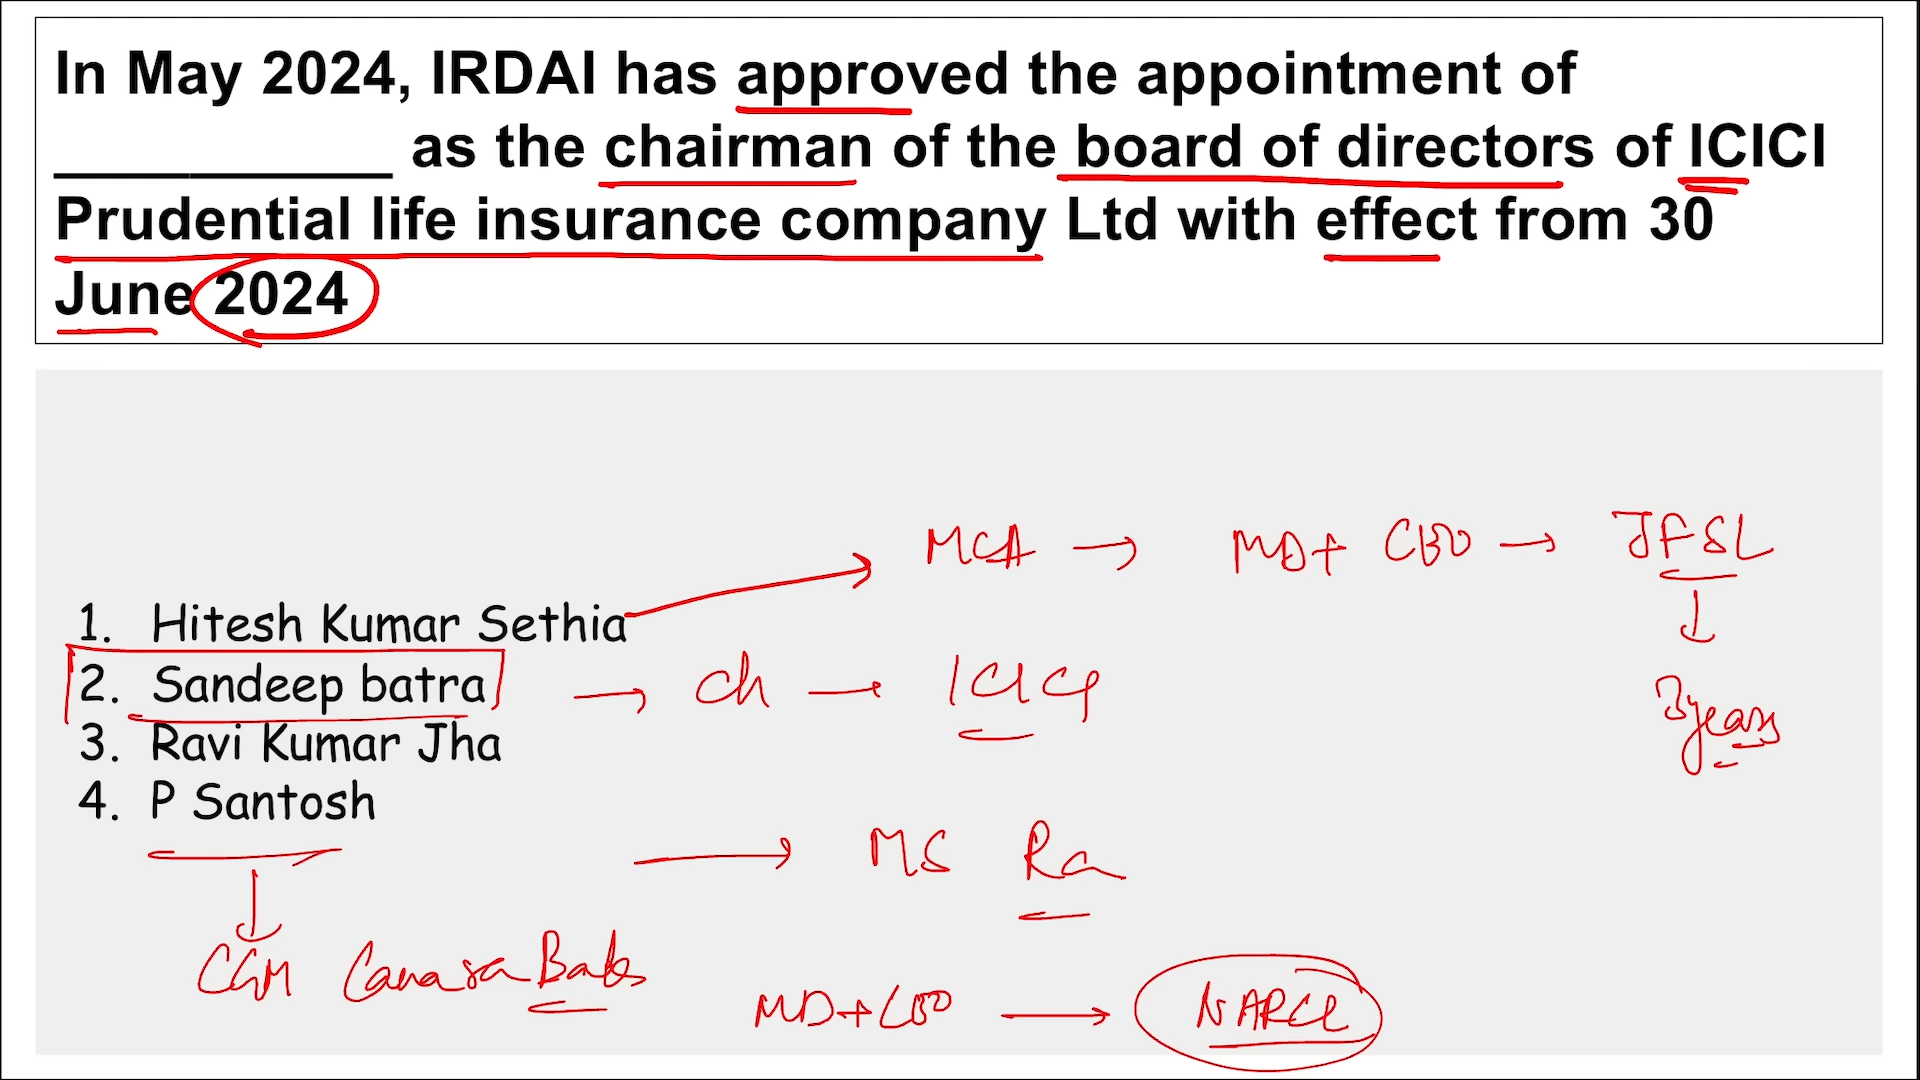 In May 2024, IRDAI has approved the appointment of
__________ as the chairman of the board of directors of ICICI
Prudential life insurance company Ltd with effect from 30
June 2024
MCA → MD+ CEO → JFSL
3 years
1. Hitesh Kumar Sethia
2. Sandeep batra → Ch → ICICI
3. Ravi Kumar Jha
4. P Santosh
→ MS Ra
CGM Canara Bank
MD+CEO → NARCL